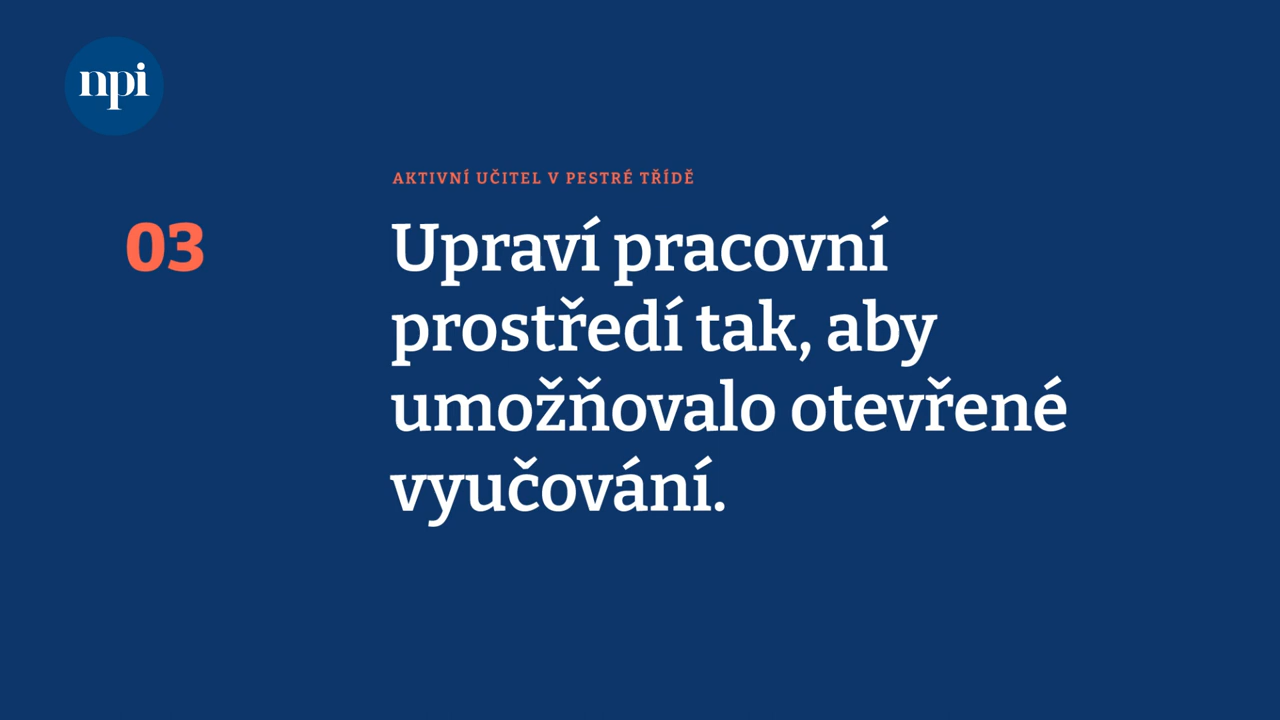 npi
AKTIVNÍ UČITEL V PESTRÉ TŘÍDĚ
03
Upraví pracovní
prostředí tak, aby
umožňovalo otevřené
vyučování.